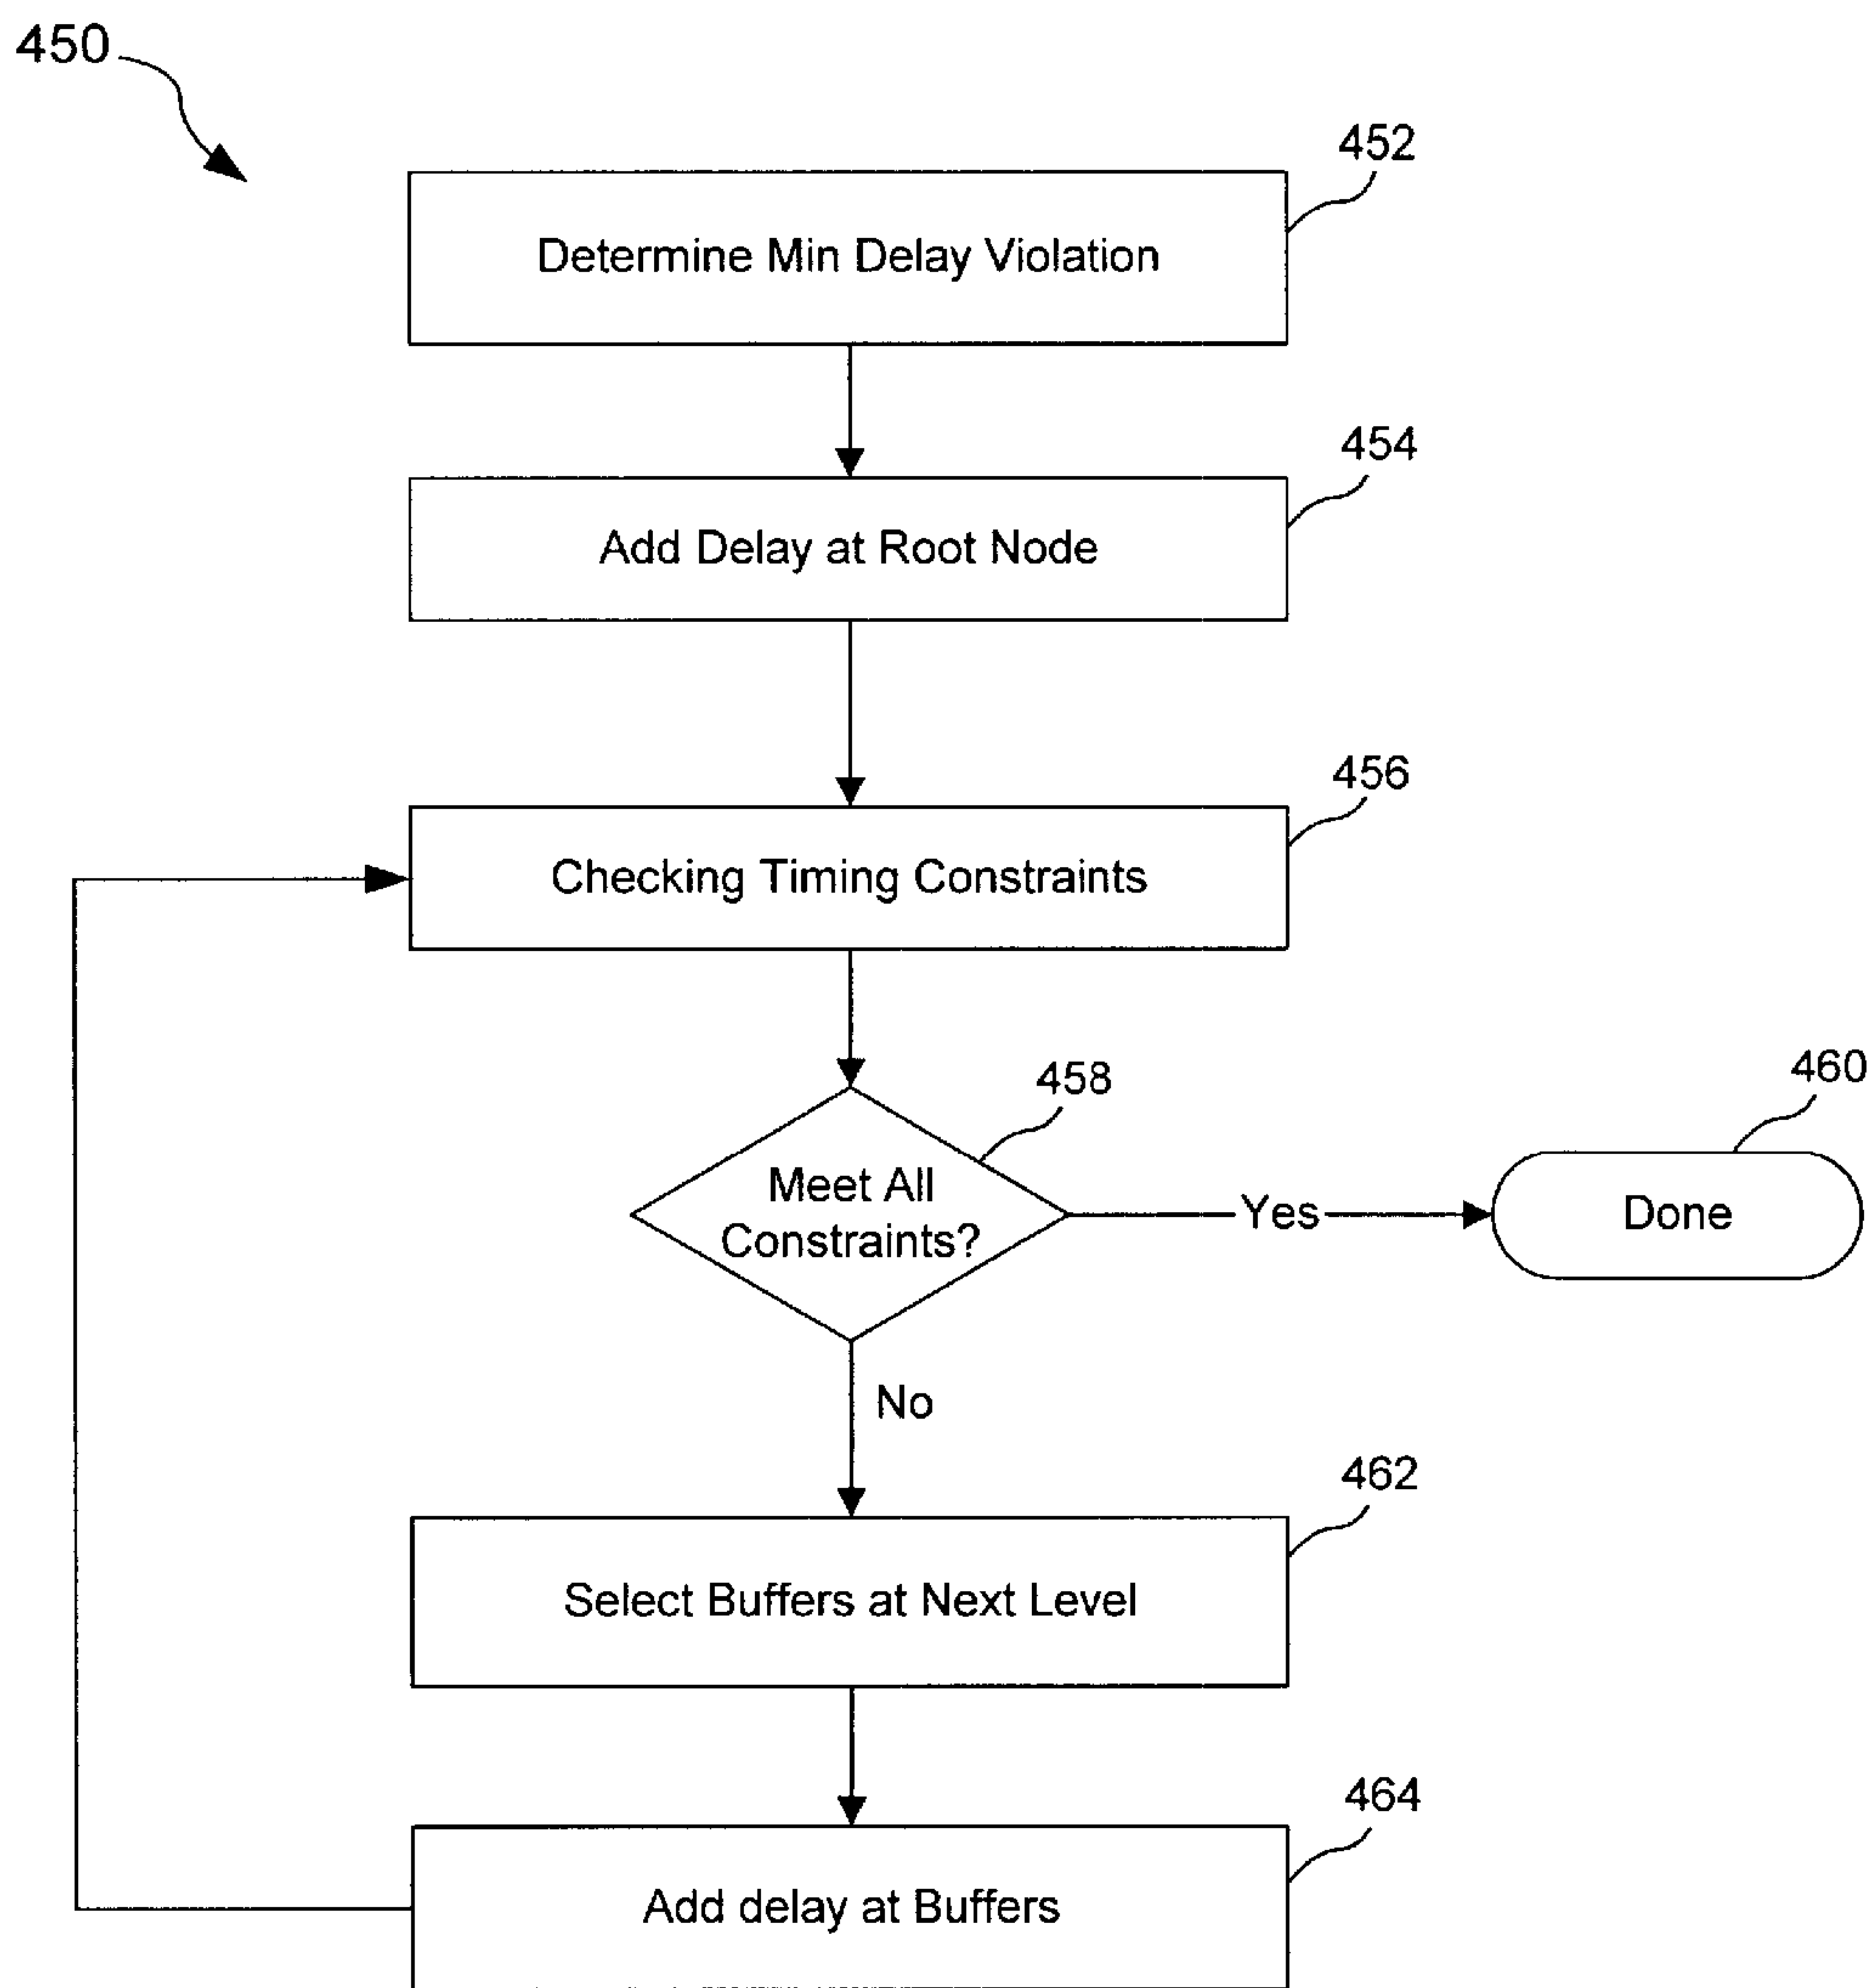 450
452
Determine Min Delay Violation
454
Add Delay at Root Node
456
Checking Timing Constraints
458
460
Meet All
Constraints?
Yes
Done
No
462
Select Buffers at Next Level
464
Add delay at Buffers